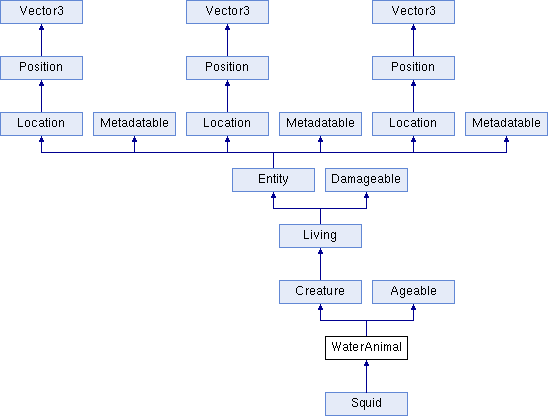 Vector3 Vector3 Vector3
Position Position Position
Location Metadatable Location Metadatable Location Metadatable
Entity Damageable
Living
Creature Ageable
WaterAnimal
Squid